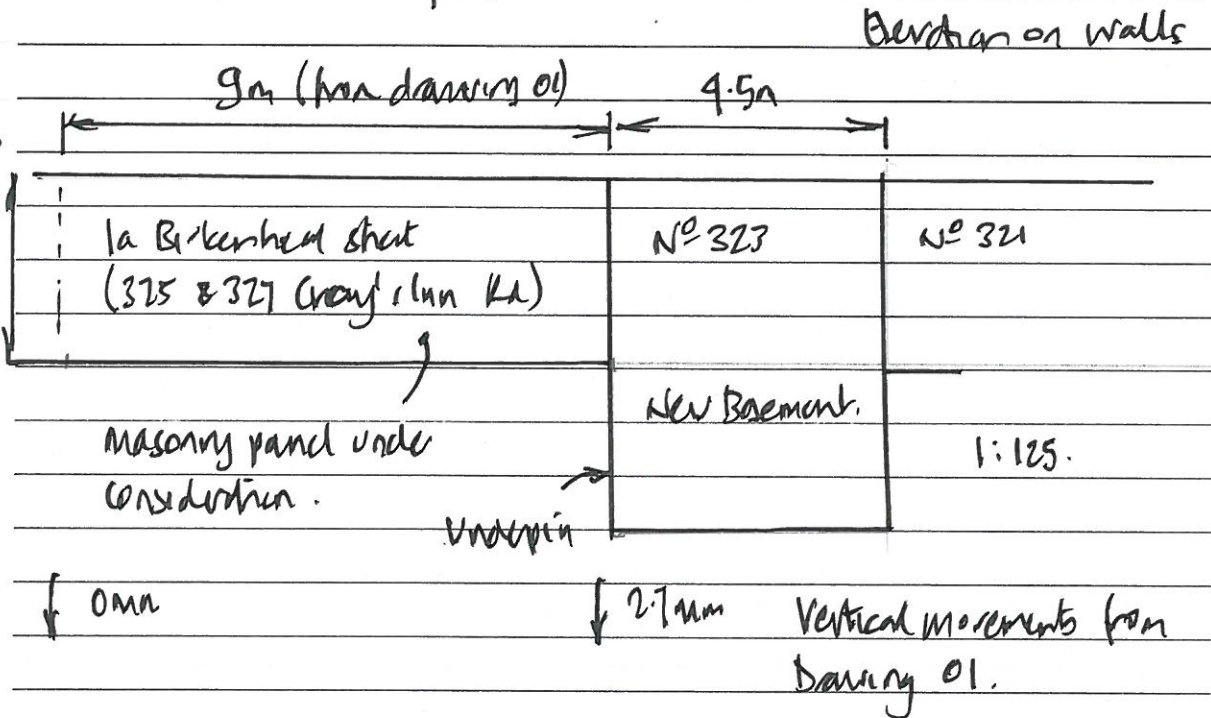 Elevation on walls
9m (from drawing 01)
4.5m
1a Birkenhead street
(325 & 327 Gray's Inn Rd)
Nº 323
Nº 321
New Basement.
masonry panel under
consideration.
1:125.
Underpin
0mm
2.7mm
Vertical movements from
Drawing 01.